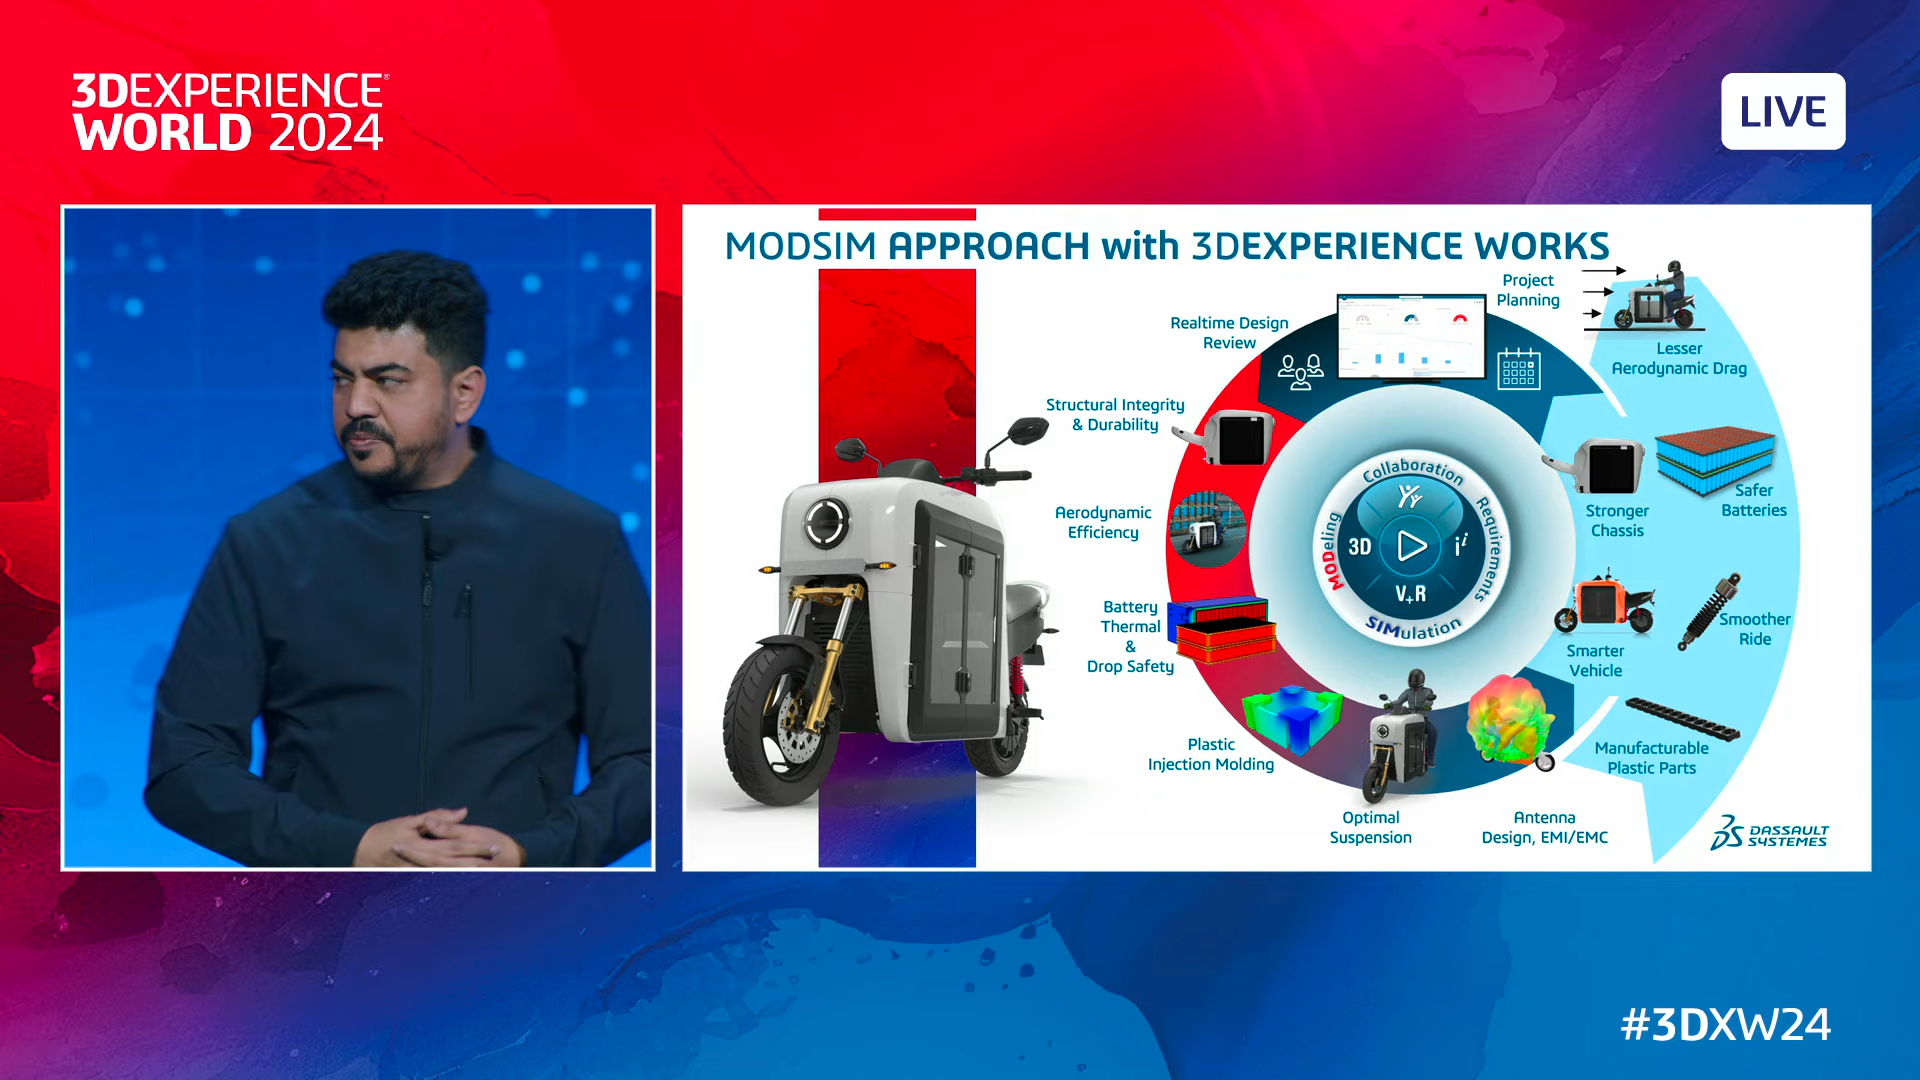 3DEXPERIENCE®
WORLD 2024
LIVE
MODSIM APPROACH with 3DEXPERIENCE WORKS
Project
Planning
Realtime Design
Review
Lesser
Aerodynamic Drag
Structural Integrity
& Durability
Aerodynamic
Efficiency
Battery
Thermal
&
Drop Safety
Plastic
Injection Molding
Optimal
Suspension
Antenna
Design, EMI/EMC
Collaboration
Requirements
MODeling
SIMulation
3D
i i
V+R
Stronger
Chassis
Safer
Batteries
Smarter
Vehicle
Smoother
Ride
Manufacturable
Plastic Parts
DASSAULT
SYSTEMES
#3DXW24